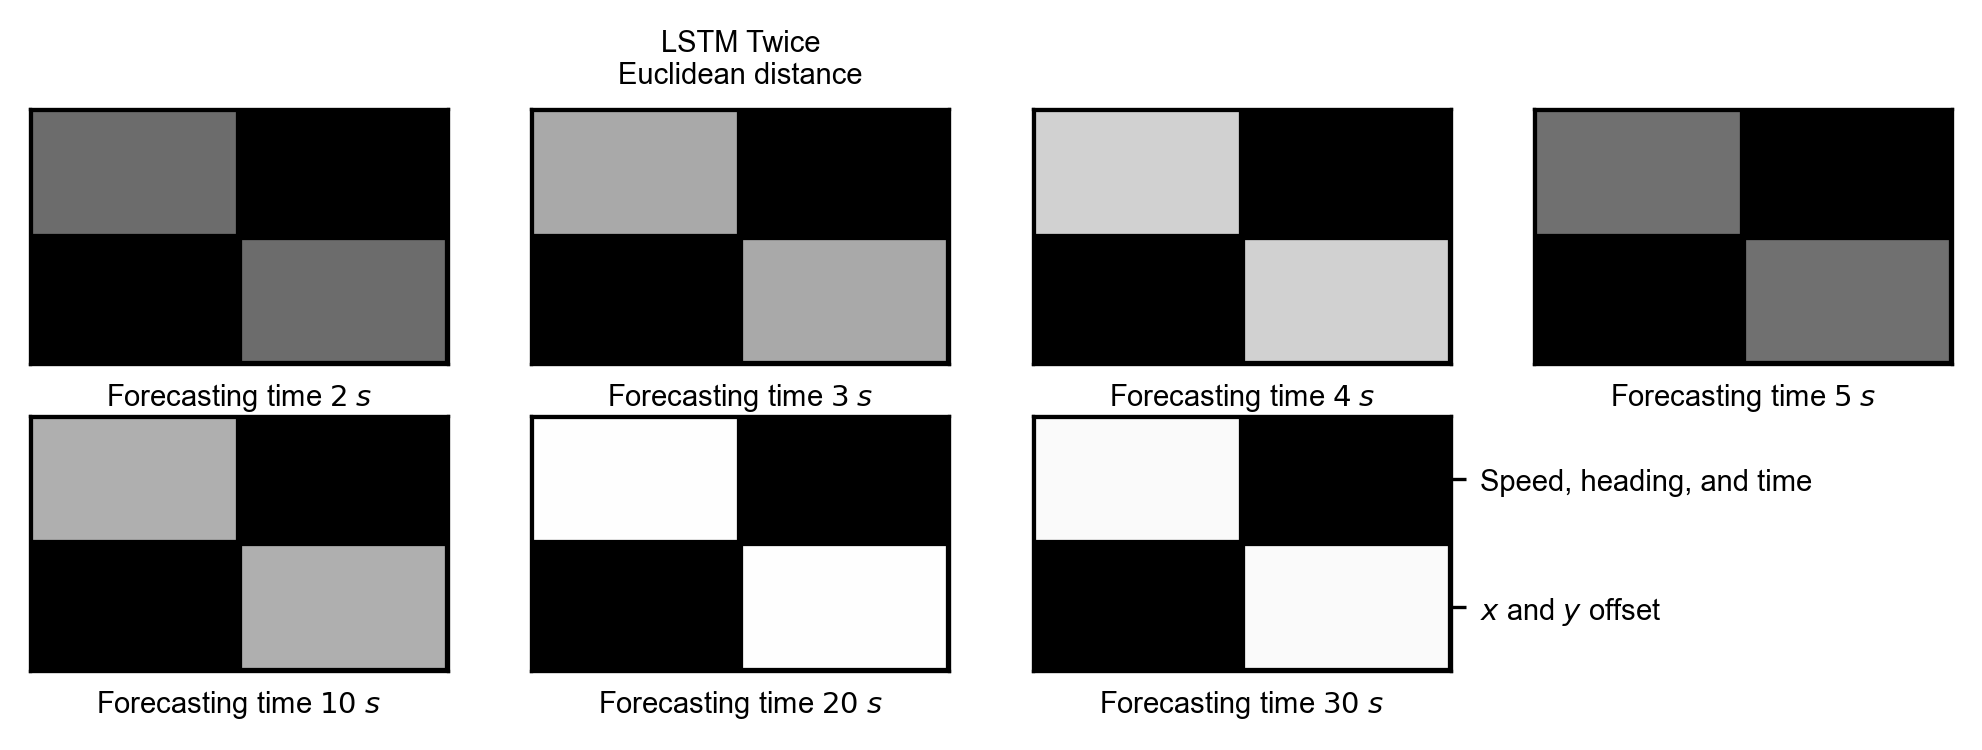 LSTM Twice
Euclidean distance
Forecasting time 2 s
Forecasting time 3 s
Forecasting time 4 s
Forecasting time 5 s
Speed, heading, and time
x and y offset
Forecasting time 10 s
Forecasting time 20 s
Forecasting time 30 s